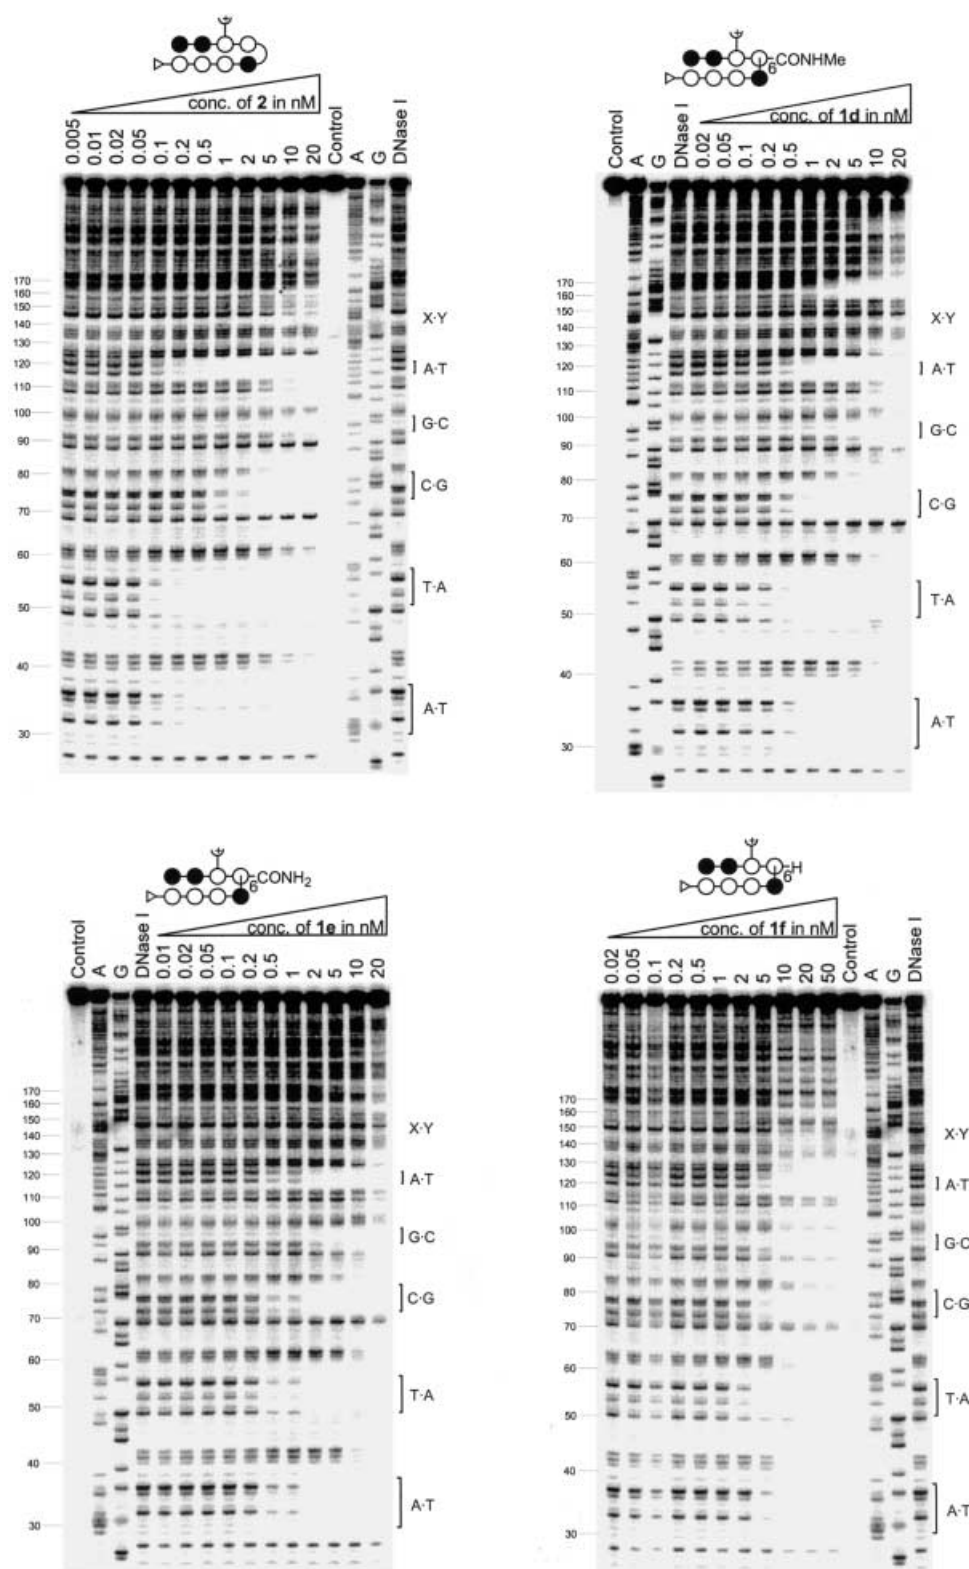 conc. of 2 in nM
0.005 0.01 0.02 0.05 0.1 0.2 0.5 1 2 5 10 20 Control A G DNase I
170
160
150
140
130
120
110
100
90
80
70
60
50
40
30
X·Y
A·T
G·C
C·G
T·A
A·T
6 CONHMe
conc. of 1d in nM
Control A G DNase I 0.02 0.05 0.1 0.2 0.5 1 2 5 10 20
170
160
150
140
130
120
110
100
90
80
70
60
50
40
30
X·Y
A·T
G·C
C·G
T·A
A·T
6 CONH2
conc. of 1e in nM
Control A G DNase I 0.01 0.02 0.05 0.1 0.2 0.5 1 2 5 10 20
170
160
150
140
130
120
110
100
90
80
70
60
50
40
30
X·Y
A·T
G·C
C·G
T·A
A·T
6 H
conc. of 1f in nM
0.02 0.05 0.1 0.2 0.5 1 2 5 10 20 50 Control A G DNase I
170
160
150
140
130
120
110
100
90
80
70
60
50
40
30
X·Y
A·T
G·C
C·G
T·A
A·T